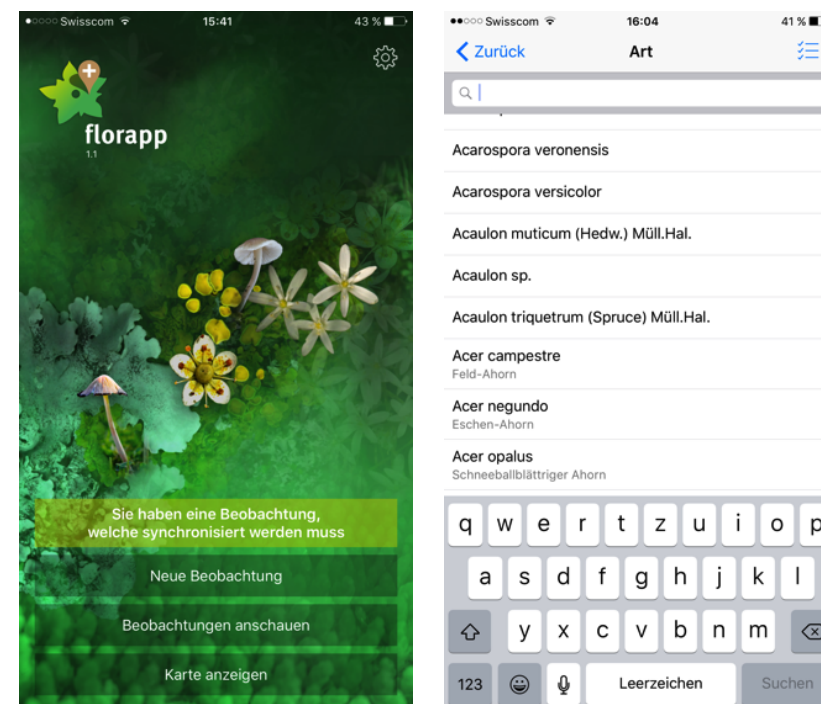 Swisscom 15:41 43 %
florapp
1.1
Sie haben eine Beobachtung,
welche synchronisiert werden muss
Neue Beobachtung
Beobachtungen anschauen
Karte anzeigen
Swisscom 16:04 41 %
Zurück Art
Acarospora veronensis
Acarospora versicolor
Acaulon muticum (Hedw.) Müll.Hal.
Acaulon sp.
Acaulon triquetrum (Spruce) Müll.Hal.
Acer campestre
Feld-Ahorn
Acer negundo
Eschen-Ahorn
Acer opalus
Schneeballblättriger Ahorn
q w e r t z u i o p
a s d f g h j k l
y x c v b n m
123 Leerzeichen Suchen